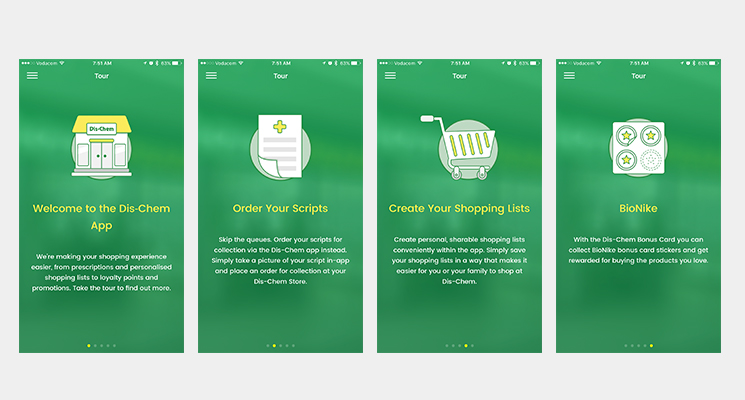 Vodacom 7:51 AM 63%
Tour
Dis-Chem
Welcome to the Dis-Chem
App
We're making your shopping experience
easier, from prescriptions and personalised
shopping lists to loyalty points and
promotions. Take the tour to find out more.
Vodacom 7:51 AM 63%
Tour
Order Your Scripts
Skip the queues. Order your scripts for
collection via the Dis-Chem app instead.
Simply take a picture of your script in-app
and place an order for collection at your
Dis-Chem Store.
Vodacom 7:51 AM 63%
Tour
Create Your Shopping Lists
Create personal, sharable shopping lists
conveniently within the app. Simply save
your shopping lists in a way that makes it
easier for you or your family to shop at
Dis-Chem.
Vodacom 7:51 AM 63%
Tour
BioNike
With the Dis-Chem Bonus Card you can
collect BioNike bonus card stickers and get
rewarded for buying the products you love.